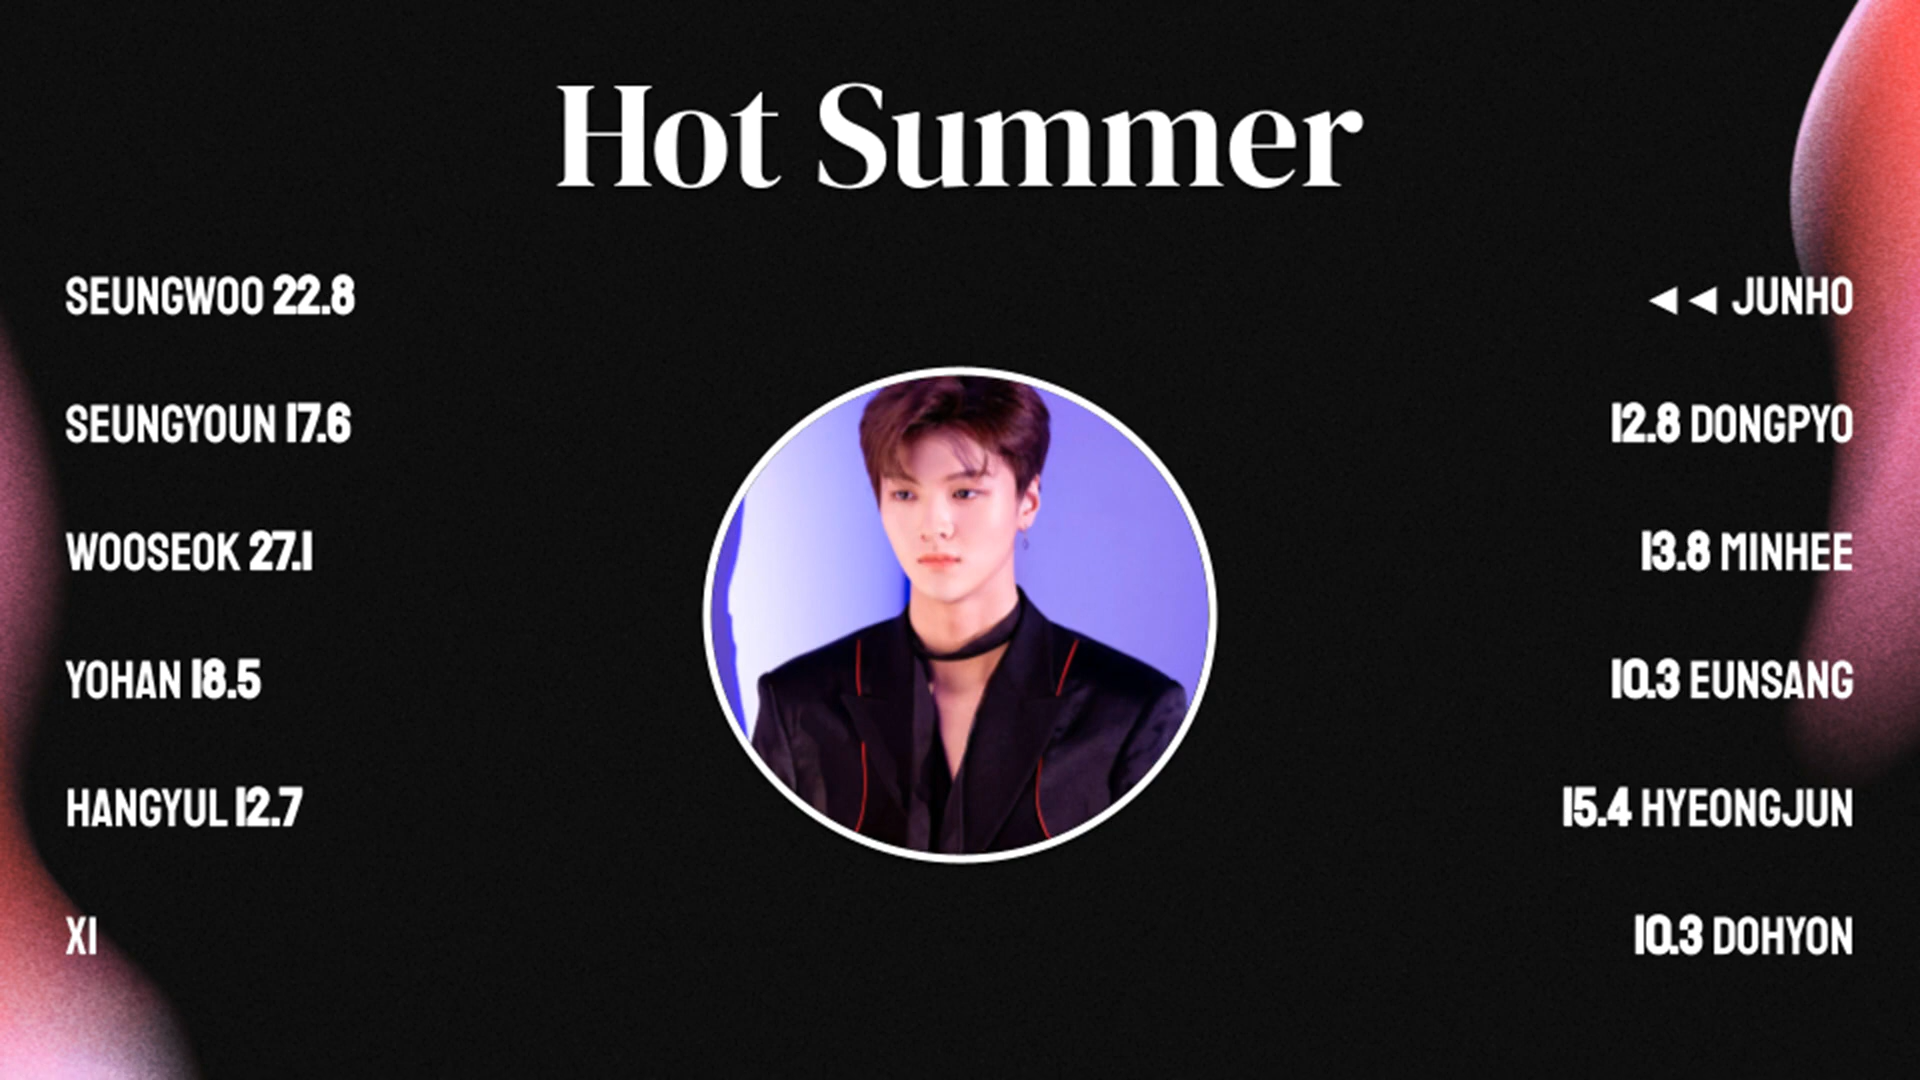 Hot Summer
SEUNGWOO 22.8
SEUNGYOUN 17.6
WOOSEOK 27.1
YOHAN 18.5
HANGYUL 12.7
XI
◄◄ JUNHO
12.8 DONGPYO
13.8 MINHEE
10.3 EUNSANG
15.4 HYEONGJUN
10.3 DOHYON